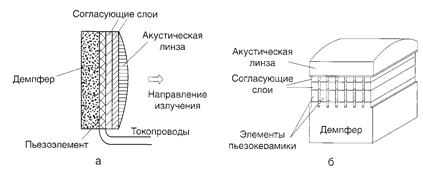 Согласующие слои
Акустическая
линза
Демпфер
Направление
излучения
Токопроводы
Пьезоэлемент
а
Акустическая
линза
Согласующие
слои
Элементы
пьезокерамики
Демпфер
б